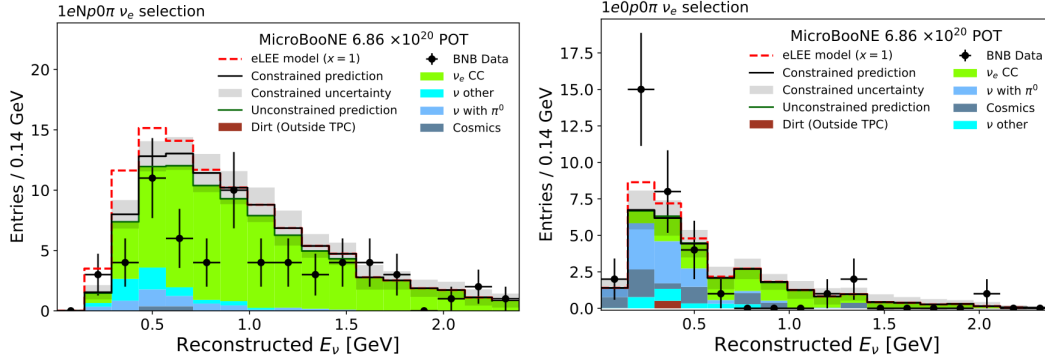 1eNp0π νe selection
MicroBooNE 6.86 ×10²⁰ POT
eLEE model (x = 1)
Constrained prediction
Constrained uncertainty
Unconstrained prediction
Dirt (Outside TPC)
BNB Data
νe CC
ν other
ν with π⁰
Cosmics
Entries / 0.14 GeV
20
15
10
5
0
0.5
1.0
1.5
2.0
Reconstructed Eν [GeV]
1e0p0π νe selection
MicroBooNE 6.86 ×10²⁰ POT
eLEE model (x = 1)
Constrained prediction
Constrained uncertainty
Unconstrained prediction
Dirt (Outside TPC)
BNB Data
νe CC
ν with π⁰
Cosmics
ν other
Entries / 0.14 GeV
17.5
15.0
12.5
10.0
7.5
5.0
2.5
0.0
0.5
1.0
1.5
2.0
Reconstructed Eν [GeV]